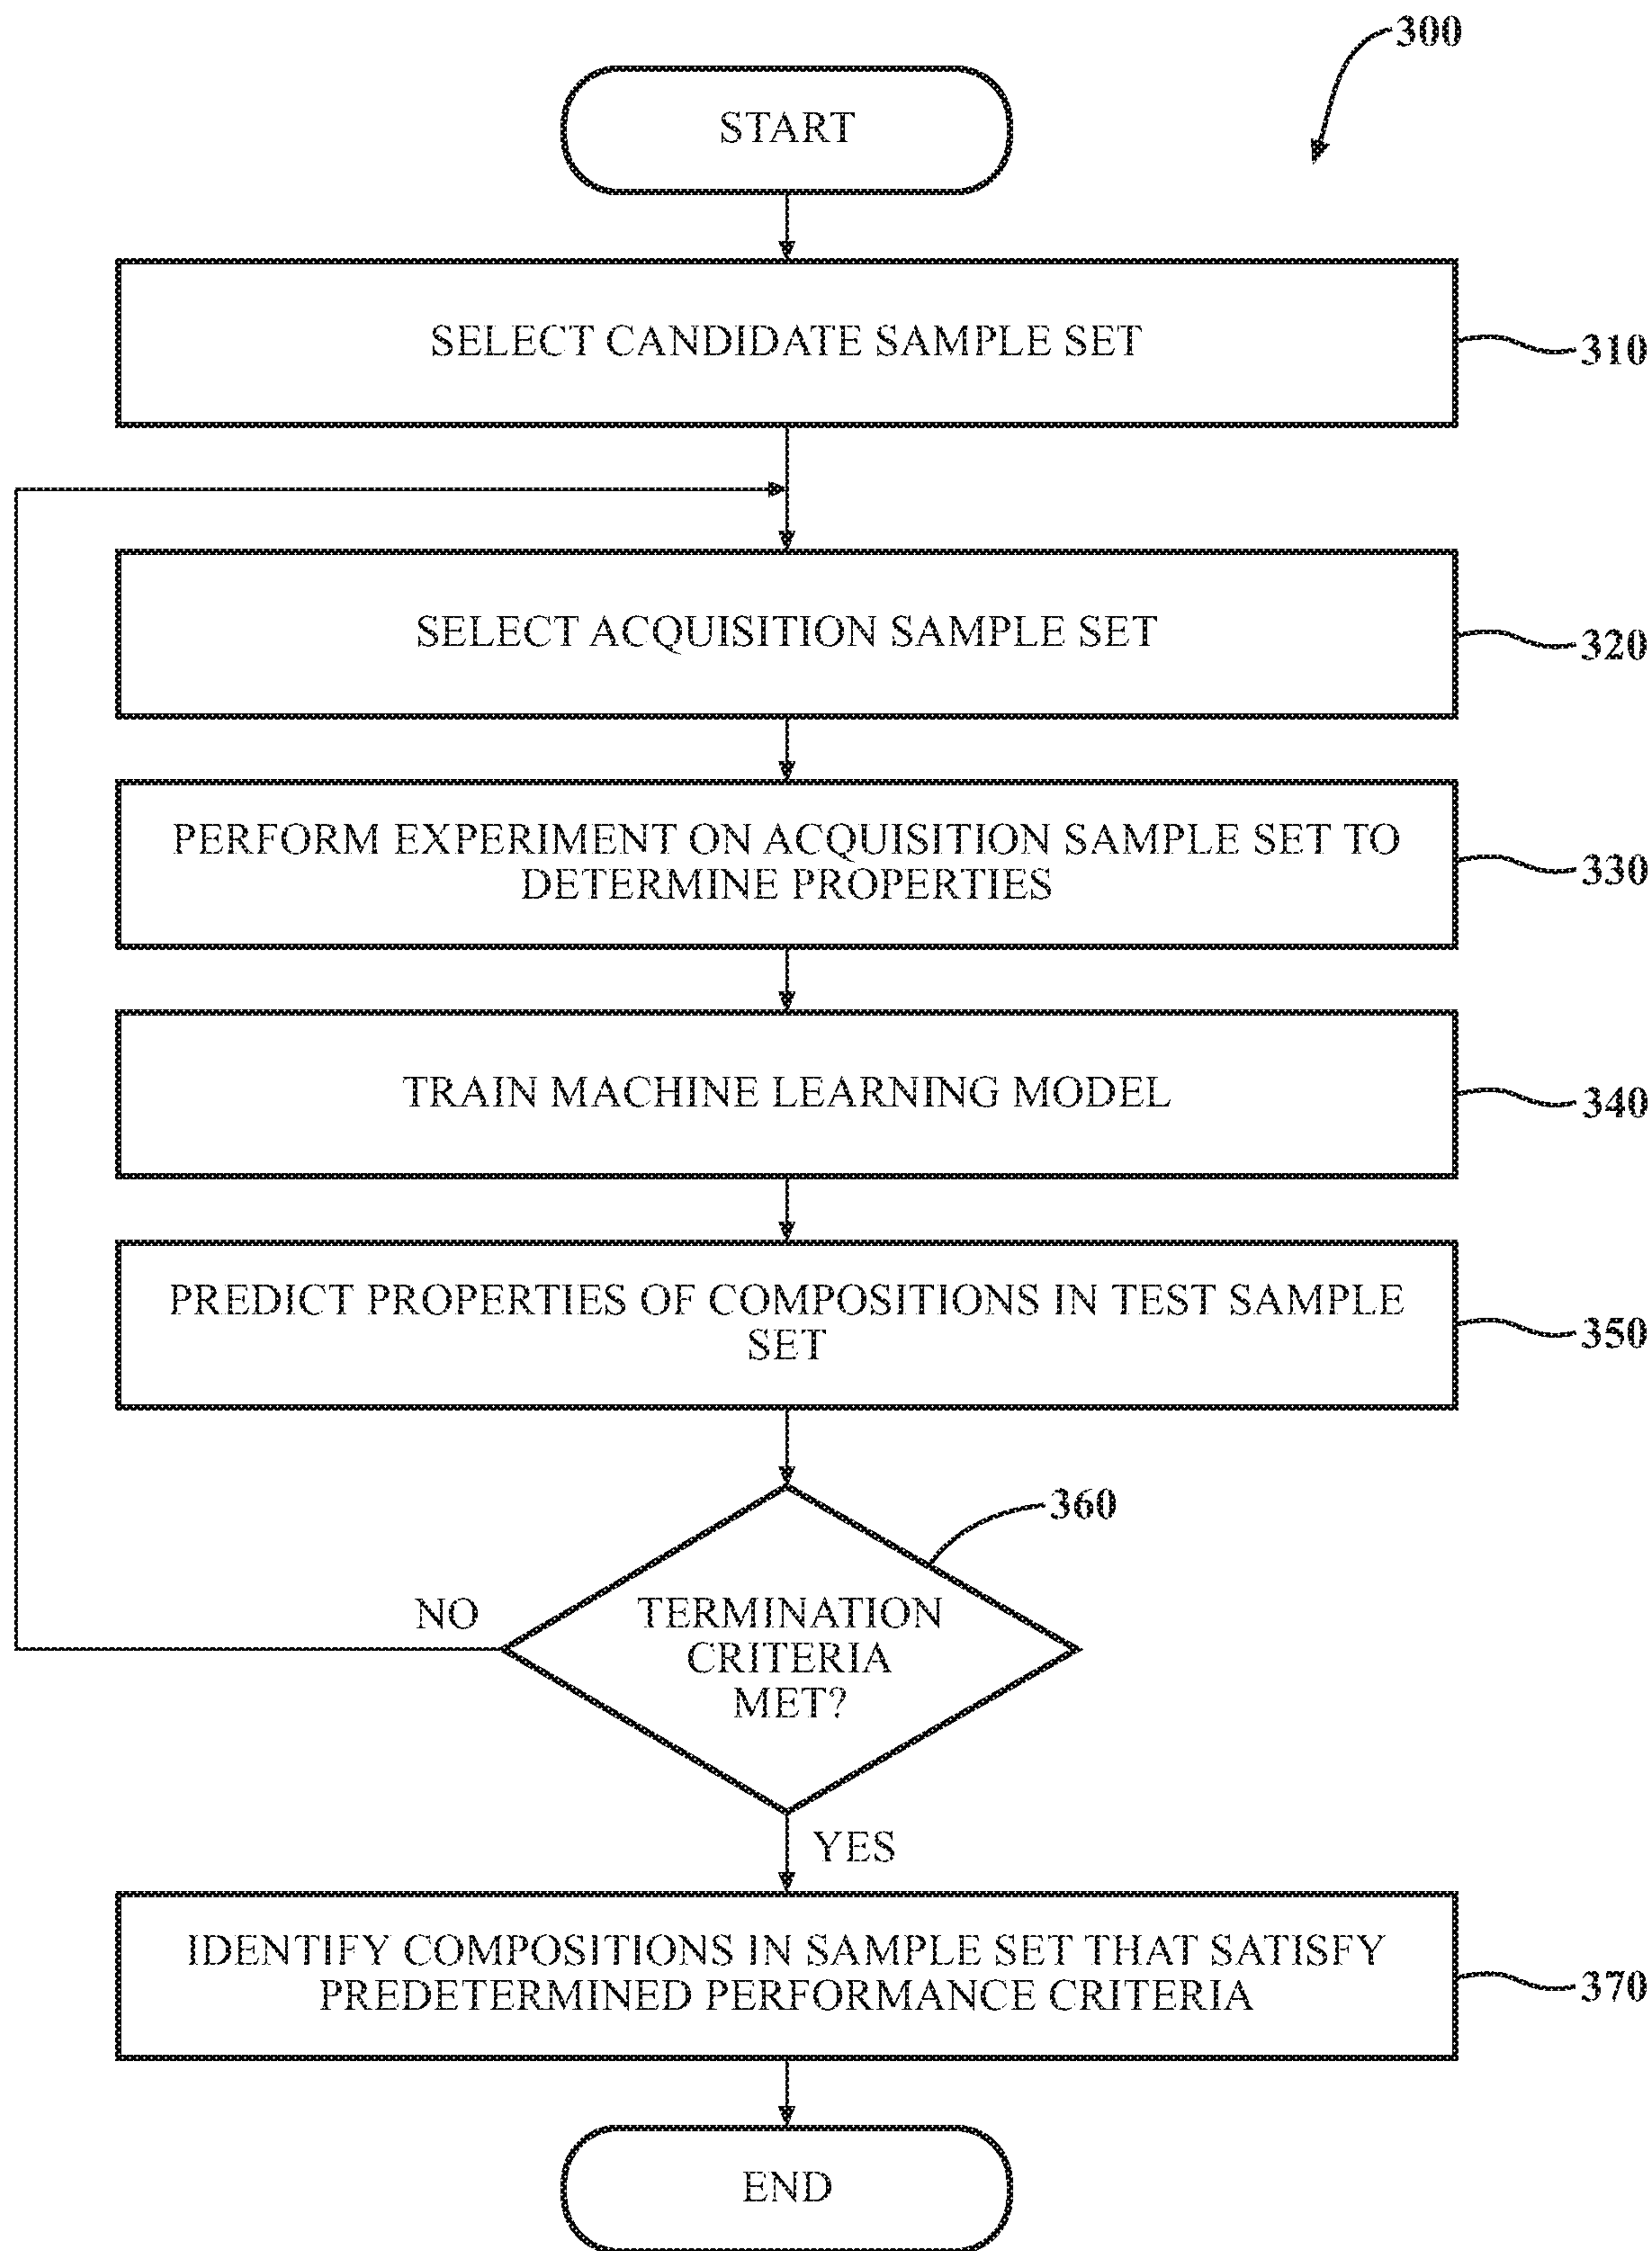 300
START
SELECT CANDIDATE SAMPLE SET
310
SELECT ACQUISITION SAMPLE SET
320
PERFORM EXPERIMENT ON ACQUISITION SAMPLE SET TO
DETERMINE PROPERTIES
330
TRAIN MACHINE LEARNING MODEL
340
PREDICT PROPERTIES OF COMPOSITIONS IN TEST SAMPLE
SET
350
360
NO
TERMINATION
CRITERIA
MET?
YES
IDENTIFY COMPOSITIONS IN SAMPLE SET THAT SATISFY
PREDETERMINED PERFORMANCE CRITERIA
370
END